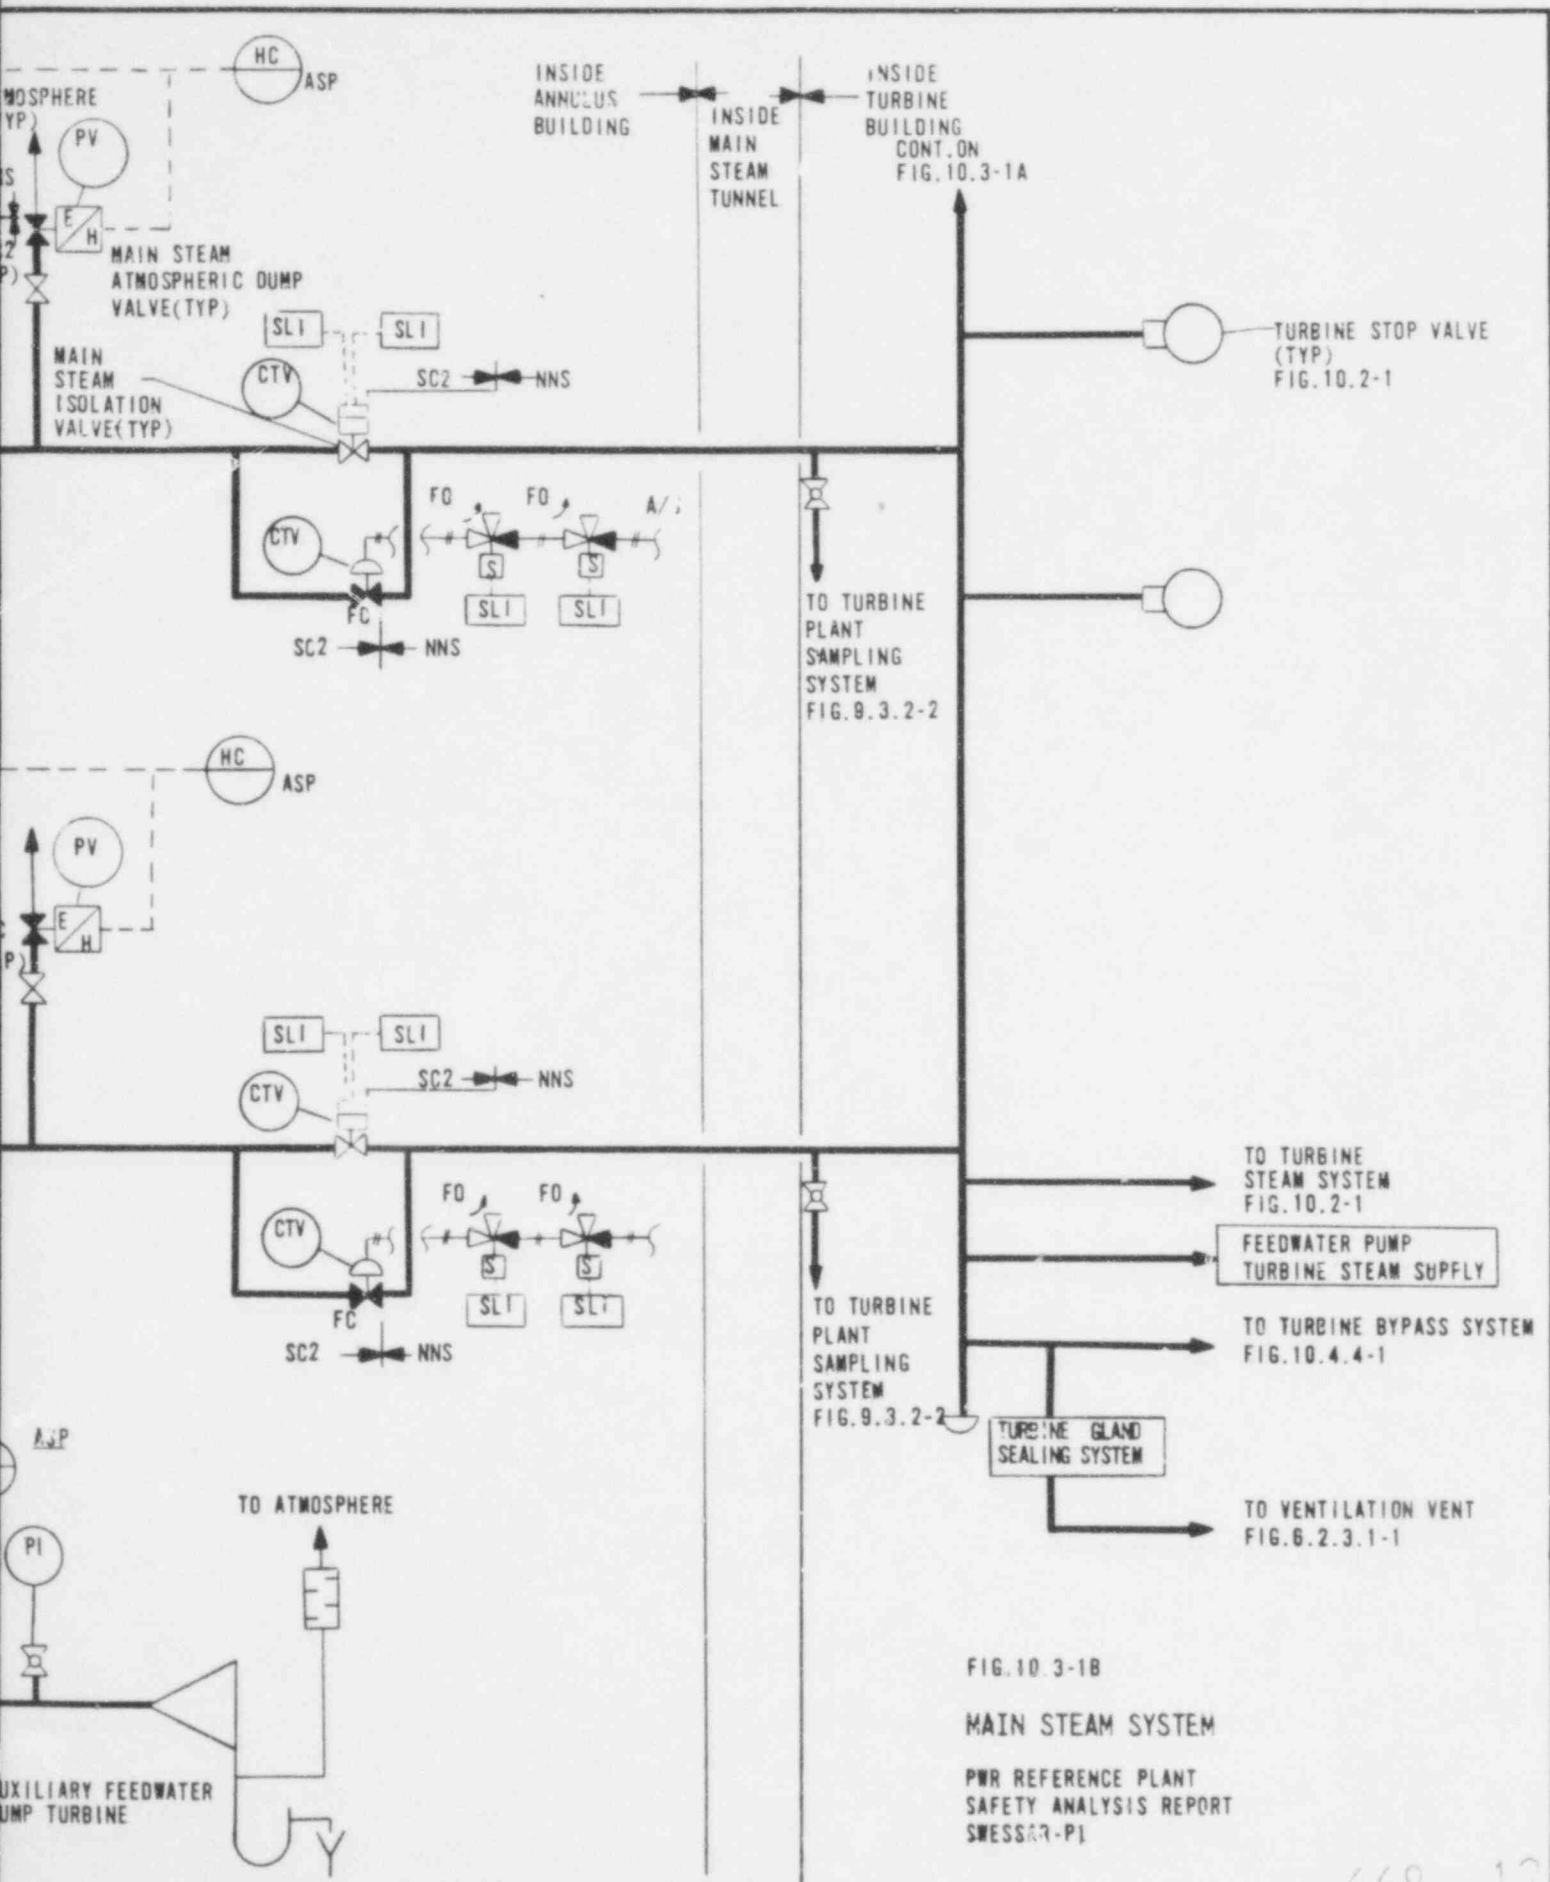 HC
ASP
MOSPHERE
YP)
PV
E
H
MAIN STEAM
ATMOSPHERIC DUMP
VALVE(TYP)
INSIDE
ANNULUS
BUILDING
INSIDE
MAIN
STEAM
TUNNEL
INSIDE
TURBINE
BUILDING
CONT.ON
FIG.10.3-1A
SLI
SLI
MAIN
STEAM
ISOLATION
VALVE(TYP)
CTV
SC2
NNS
TURBINE STOP VALVE
(TYP)
FIG.10.2-1
CTV
FO
FO
S
S
SLI
SLI
FC
SC2
NNS
TO TURBINE
PLANT
SAMPLING
SYSTEM
FIG.9.3.2-2
HC
ASP
PV
E
H
P)
SLI
SLI
CTV
SC2
NNS
CTV
FO
FO
S
S
SLI
SLI
FC
SC2
NNS
TO TURBINE
PLANT
SAMPLING
SYSTEM
FIG.9.3.2-2
TO TURBINE
STEAM SYSTEM
FIG.10.2-1
FEEDWATER PUMP
TURBINE STEAM SUPPLY
TO TURBINE BYPASS SYSTEM
FIG.10.4.4-1
TURBINE GLAND
SEALING SYSTEM
TO VENTILATION VENT
FIG.6.2.3.1-1
ASP
PI
TO ATMOSPHERE
UXILIARY FEEDWATER
UMP TURBINE
FIG.10.3-1B
MAIN STEAM SYSTEM
PWR REFERENCE PLANT
SAFETY ANALYSIS REPORT
SWESSAR-P1